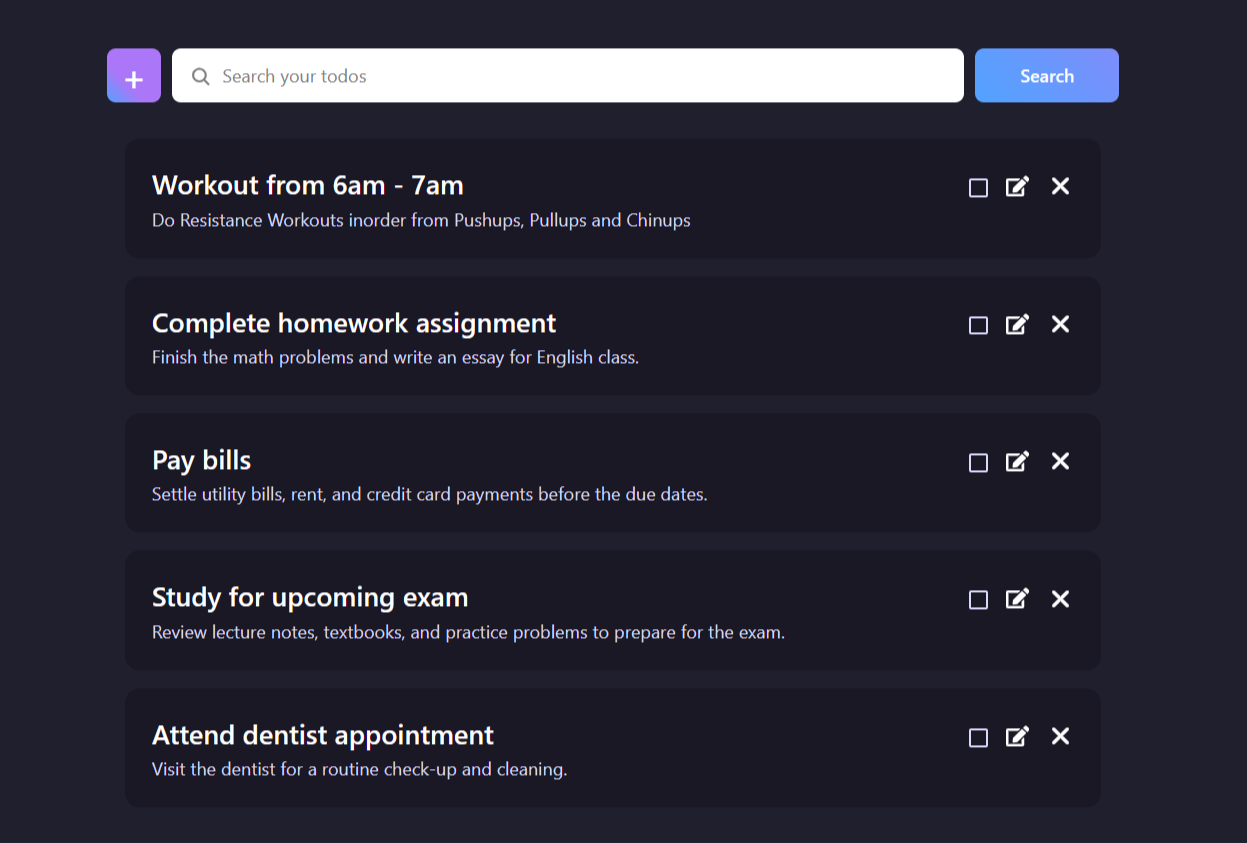 Search your todos
Search
Workout from 6am - 7am
Do Resistance Workouts inorder from Pushups, Pullups and Chinups
Complete homework assignment
Finish the math problems and write an essay for English class.
Pay bills
Settle utility bills, rent, and credit card payments before the due dates.
Study for upcoming exam
Review lecture notes, textbooks, and practice problems to prepare for the exam.
Attend dentist appointment
Visit the dentist for a routine check-up and cleaning.